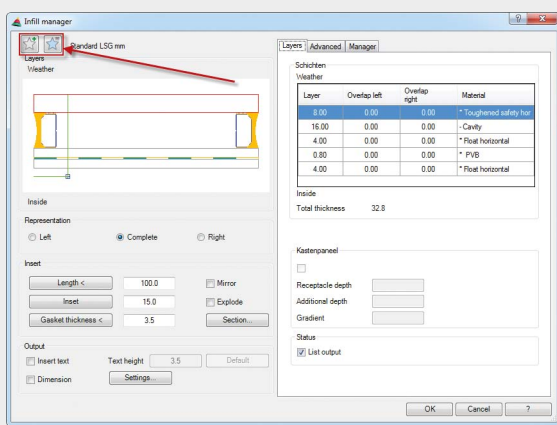 Infill manager
? X
Standard LSG mm
Layers
Weather
Inside
Representation
Left Complete Right
Insert
Length < 100.0 Mirror
Inset 15.0 Explode
Gasket thickness < 3.5 Section...
Output
Insert text Text height 3.5 Default
Dimension Settings...
Layers Advanced Manager
Schichten
Weather
Layer Overlap left Overlap right Material
8.00 0.00 0.00 * Toughened safety hor
16.00 0.00 0.00 - Cavity
4.00 0.00 0.00 * Float horizontal
0.80 0.00 0.00 * PVB
4.00 0.00 0.00 * Float horizontal
Inside
Total thickness 32.8
Kastenpaneel
Receptacle depth
Additional depth
Gradient
Status
List output
OK Cancel ?